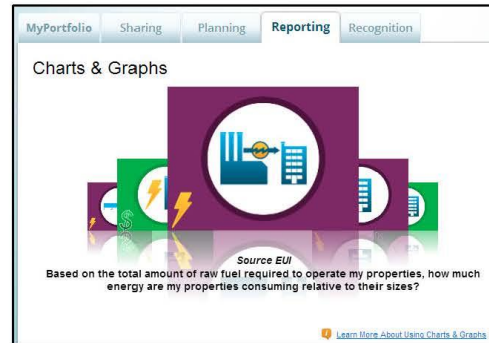 MyPortfolio Sharing Planning Reporting Recognition
Charts & Graphs
Source EUI
Based on the total amount of raw fuel required to operate my properties, how much
energy are my properties consuming relative to their sizes?
Learn More About Using Charts & Graphs